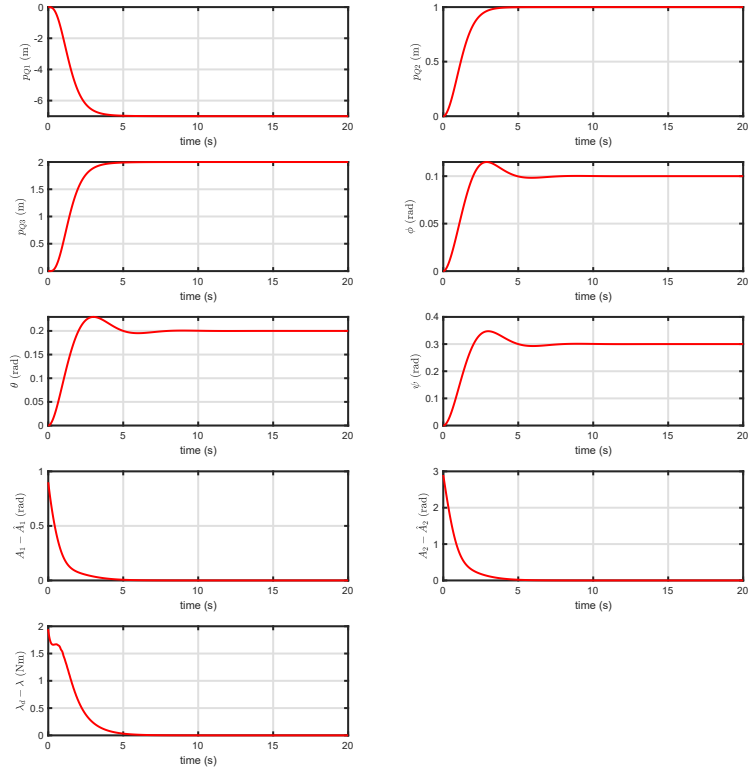 -0
-2
-4
-6
0 5 10 15 20
p_{Q1} (m)
time (s)
1
0.5
0
0 5 10 15 20
p_{Q2} (m)
time (s)
2
1.5
1
0.5
0
0 5 10 15 20
p_{Q3} (m)
time (s)
0.1
0.05
0
0 5 10 15 20
ϕ (rad)
time (s)
0.2
0.15
0.1
0.05
0
0 5 10 15 20
θ (rad)
time (s)
0.4
0.3
0.2
0.1
0
0 5 10 15 20
ψ (rad)
time (s)
1
0.5
0
0 5 10 15 20
A_1 − Â_1 (rad)
time (s)
3
2
1
0
0 5 10 15 20
A_2 − Â_2 (rad)
time (s)
2
1.5
1
0.5
0
0 5 10 15 20
λ_d − λ (Nm)
time (s)